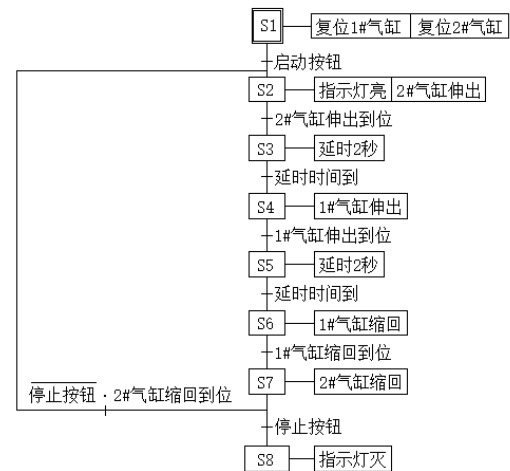 S1 复位1#气缸 复位2#气缸
启动按钮
S2 指示灯亮 2#气缸伸出
2#气缸伸出到位
S3 延时2秒
延时时间到
S4 1#气缸伸出
1#气缸伸出到位
S5 延时2秒
延时时间到
S6 1#气缸缩回
1#气缸缩回到位
S7 2#气缸缩回
停止按钮 · 2#气缸缩回到位
停止按钮
S8 指示灯灭